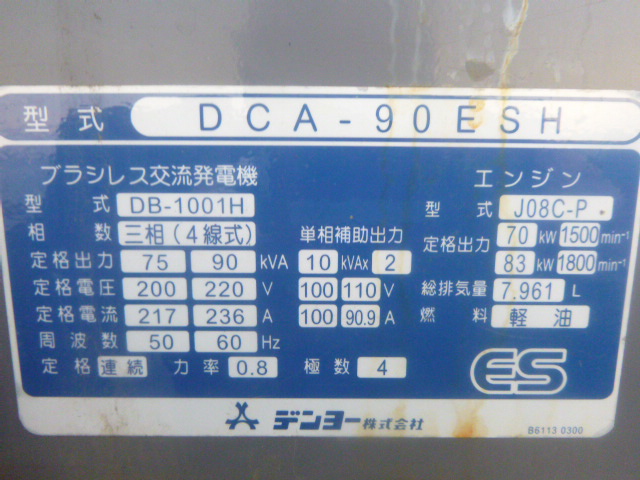 型式 DCA-90ESH
ブラシレス交流発電機
型式 DB-1001H
相数 三相(4線式)
定格出力 75 90 kVA
定格電圧 200 220 V
定格電流 217 236 A
周波数 50 60 Hz
定格 連続 力率 0.8 極数 4
単相補助出力
10 kVAx 2
100 110 V
100 90.9 A
エンジン
型式 J08C-P
定格出力 70 kW 1500 min⁻¹
83 kW 1800 min⁻¹
総排気量 7.961 L
燃料 軽油
ES
デンヨー株式会社
B6113 0300